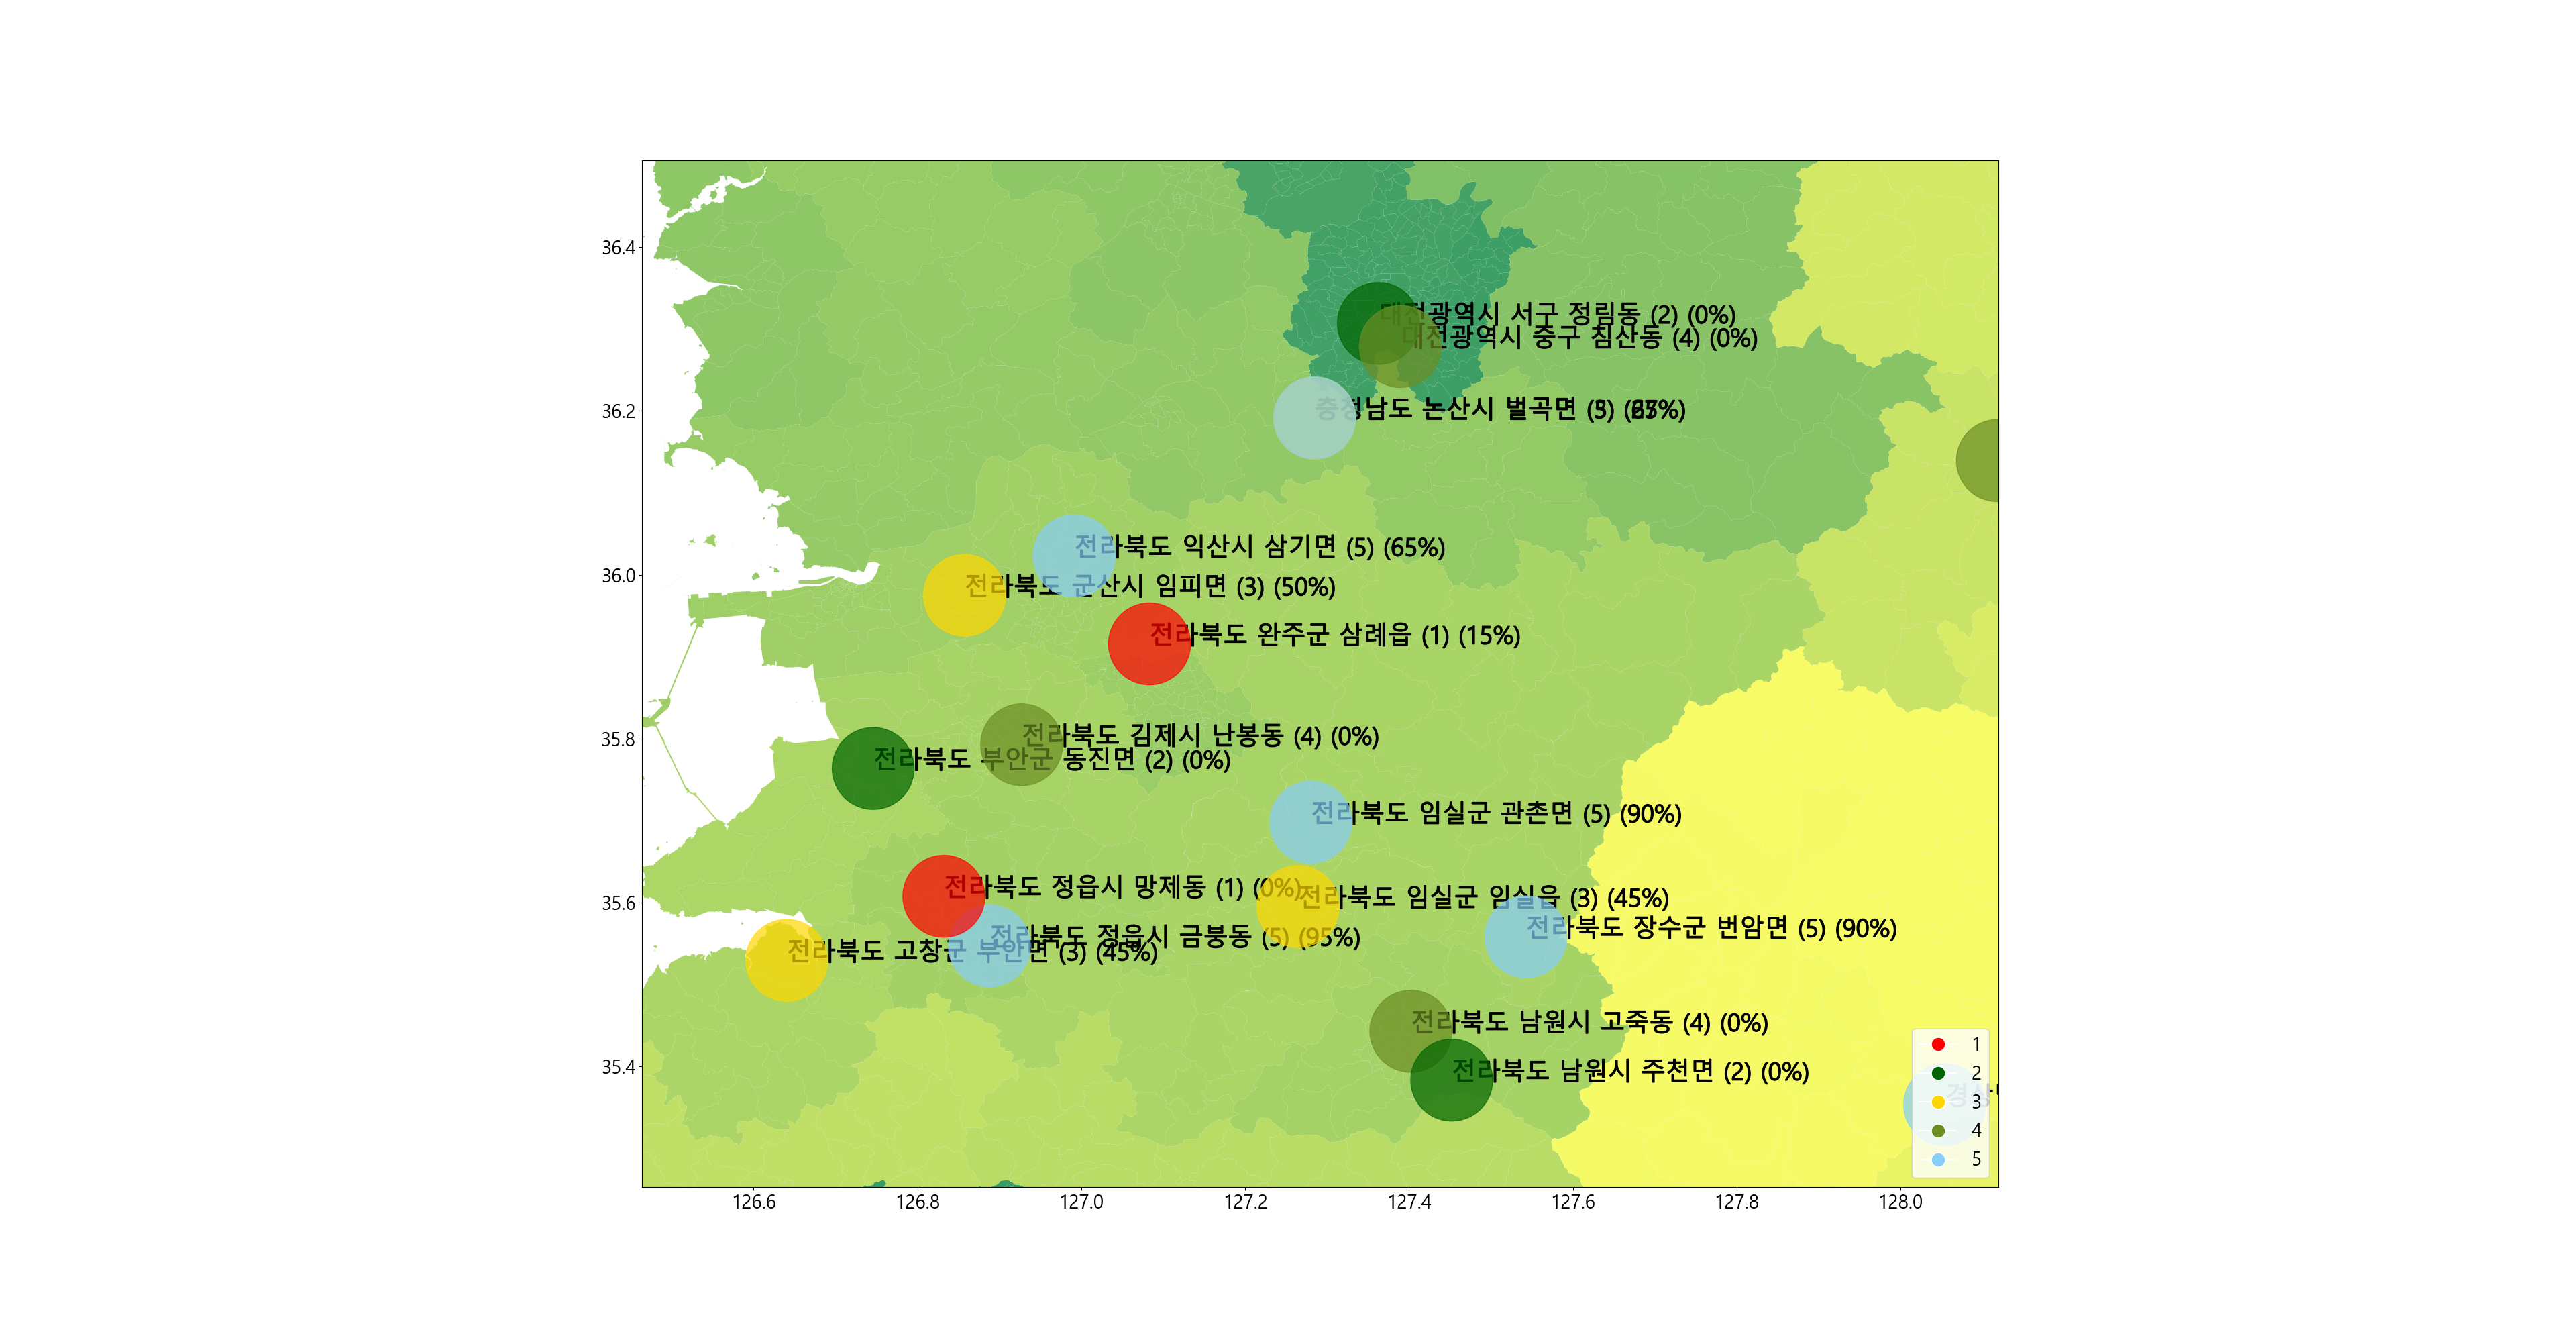 36.4
36.2
36.0
35.8
35.6
35.4
대전광역시 서구 정림동 (2) (0%)
대전광역시 중구 침산동 (4) (0%)
충청남도 논산시 벌곡면
전라북도 익산시 삼기면 (5) (65%)
전라북도 군산시 임피면 (3) (50%)
전라북도 완주군 삼례읍 (1) (15%)
전라북도 김제시 난봉동 (4) (0%)
전라북도 부안군 동진면 (2) (0%)
전라북도 임실군 관촌면 (5) (90%)
전라북도 정읍시 망제동 (1) (0%)
전라북도 임실군 임실읍 (3) (45%)
전라북도 장수군 번암면 (5) (90%)
전라북도 정읍시 금붕동 (5) (95%)
전라북도 고창군 부안면 (3) (45%)
전라북도 남원시 고죽동 (4) (0%)
전라북도 남원시 주천면 (2) (0%)
1
2
3
4
5
126.6 126.8 127.0 127.2 127.4 127.6 127.8 128.0